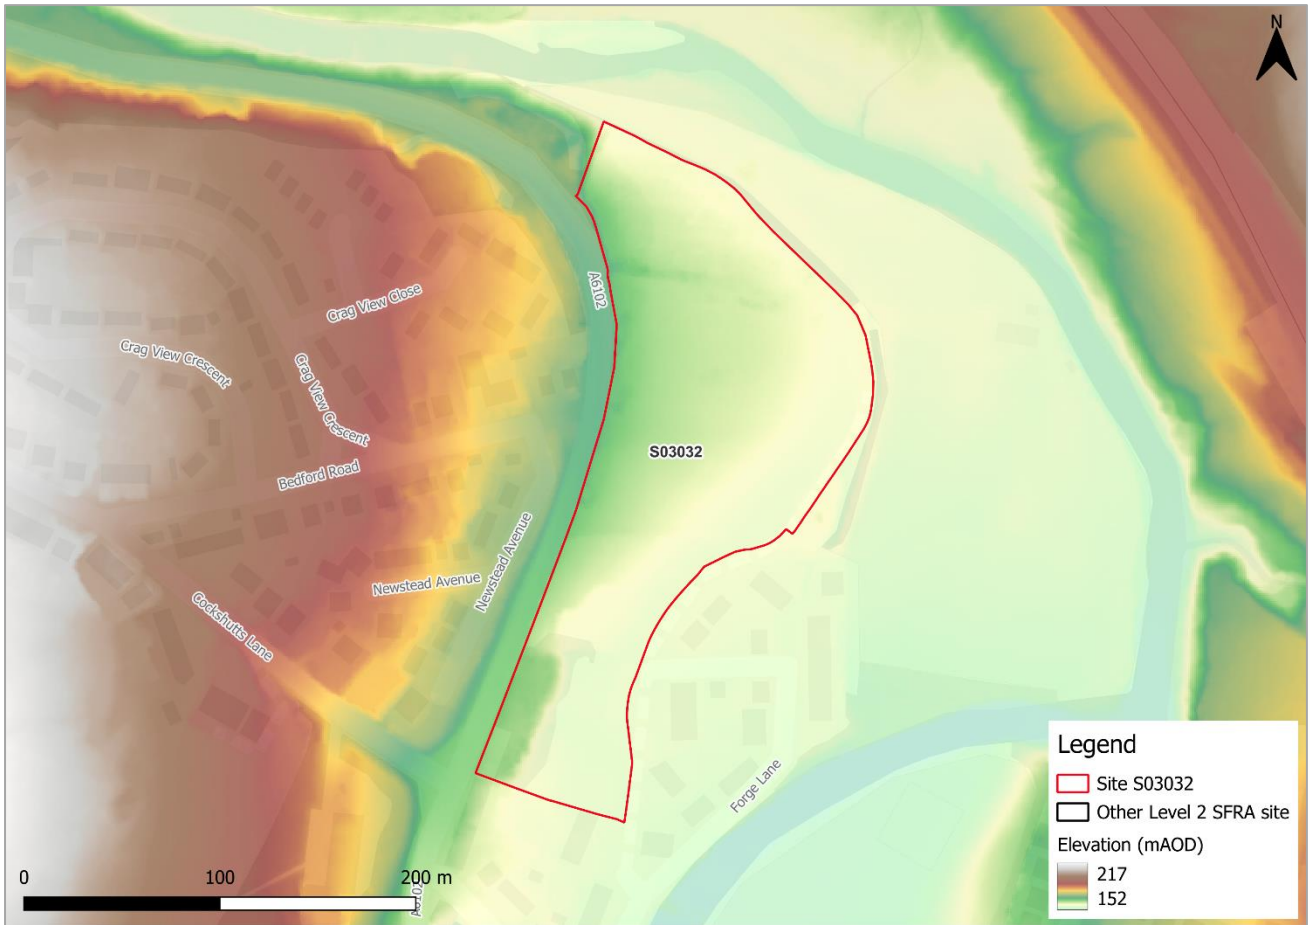 N
A6102
Crag View Close
Crag View Crescent
Crag View Crescent
S03032
Bedford Road
Newstead Avenue
Newstead Avenue
Cockshutts Lane
Forge Lane
A6102
0 100 200 m
Legend
Site S03032
Other Level 2 SFRA site
Elevation (mAOD)
217
152